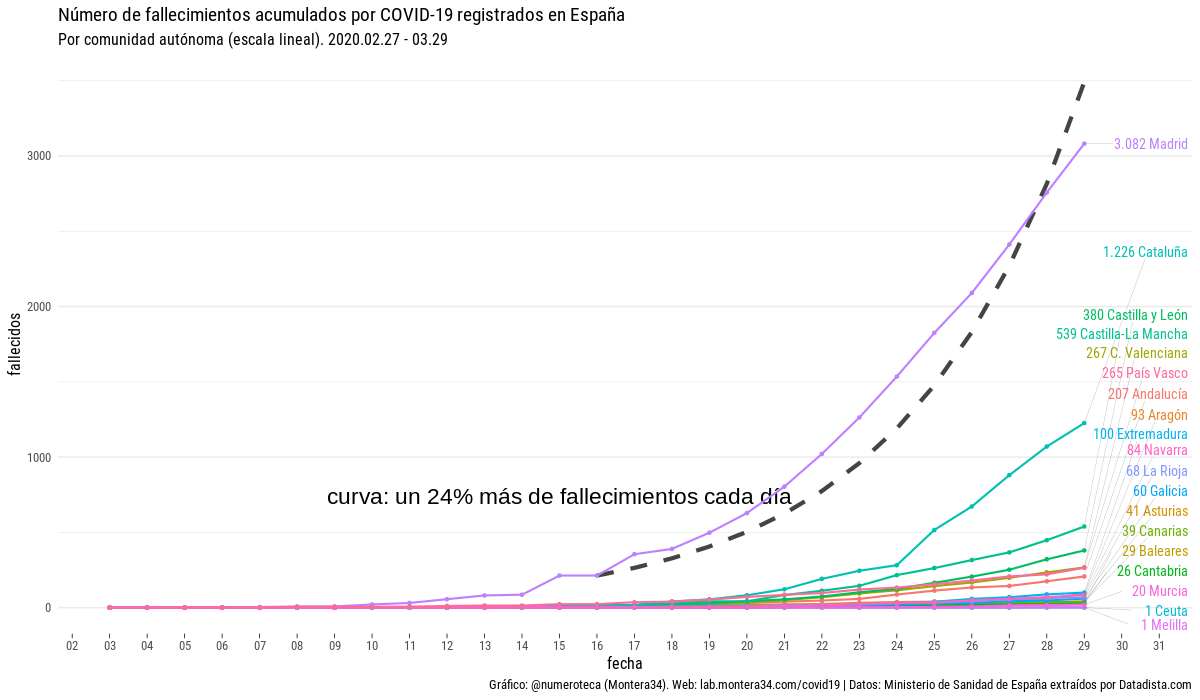 Número de fallecimientos acumulados por COVID-19 registrados en España
Por comunidad autónoma (escala lineal). 2020.02.27 - 03.29
fallecidos
3000
2000
1000
0
curva: un 24% más de fallecimientos cada día
3.082 Madrid
1.226 Cataluña
380 Castilla y León
539 Castilla-La Mancha
267 C. Valenciana
265 País Vasco
207 Andalucía
93 Aragón
100 Extremadura
84 Navarra
68 La Rioja
60 Galicia
41 Asturias
39 Canarias
29 Baleares
26 Cantabria
20 Murcia
1 Ceuta
1 Melilla
02 03 04 05 06 07 08 09 10 11 12 13 14 15 16 17 18 19 20 21 22 23 24 25 26 27 28 29 30 31
fecha
Gráfico: @numeroteca (Montera34). Web: lab.montera34.com/covid19 | Datos: Ministerio de Sanidad de España extraídos por Datadista.com